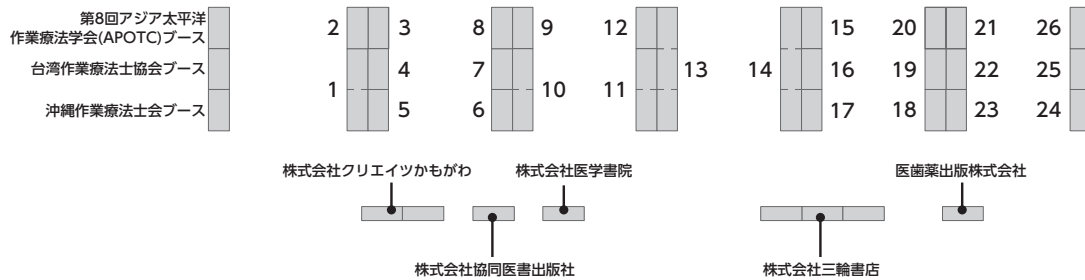 第8回アジア太平洋
作業療法学会(APOTC)ブース
台湾作業療法士協会ブース
沖縄作業療法士会ブース
2 3 8 9 12 15 20 21 26
4 7 13 14 16 19 22 25
1 10 11
5 6 17 18 23 24
株式会社クリエイツかもがわ 株式会社医学書院 医歯薬出版株式会社
株式会社協同医書出版社 株式会社三輪書店